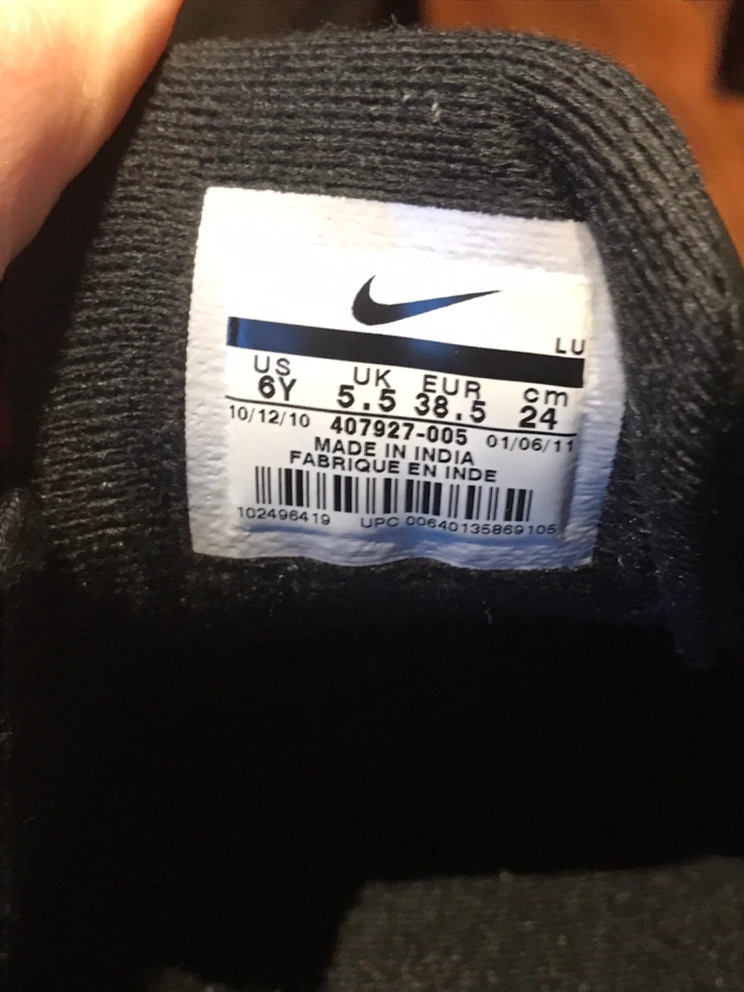 LU
US UK EUR cm
6Y 5.5 38.5 24
10/12/10 407927-005 01/06/11
MADE IN INDIA
FABRIQUE EN INDE
102496419 UPC 00640135869105